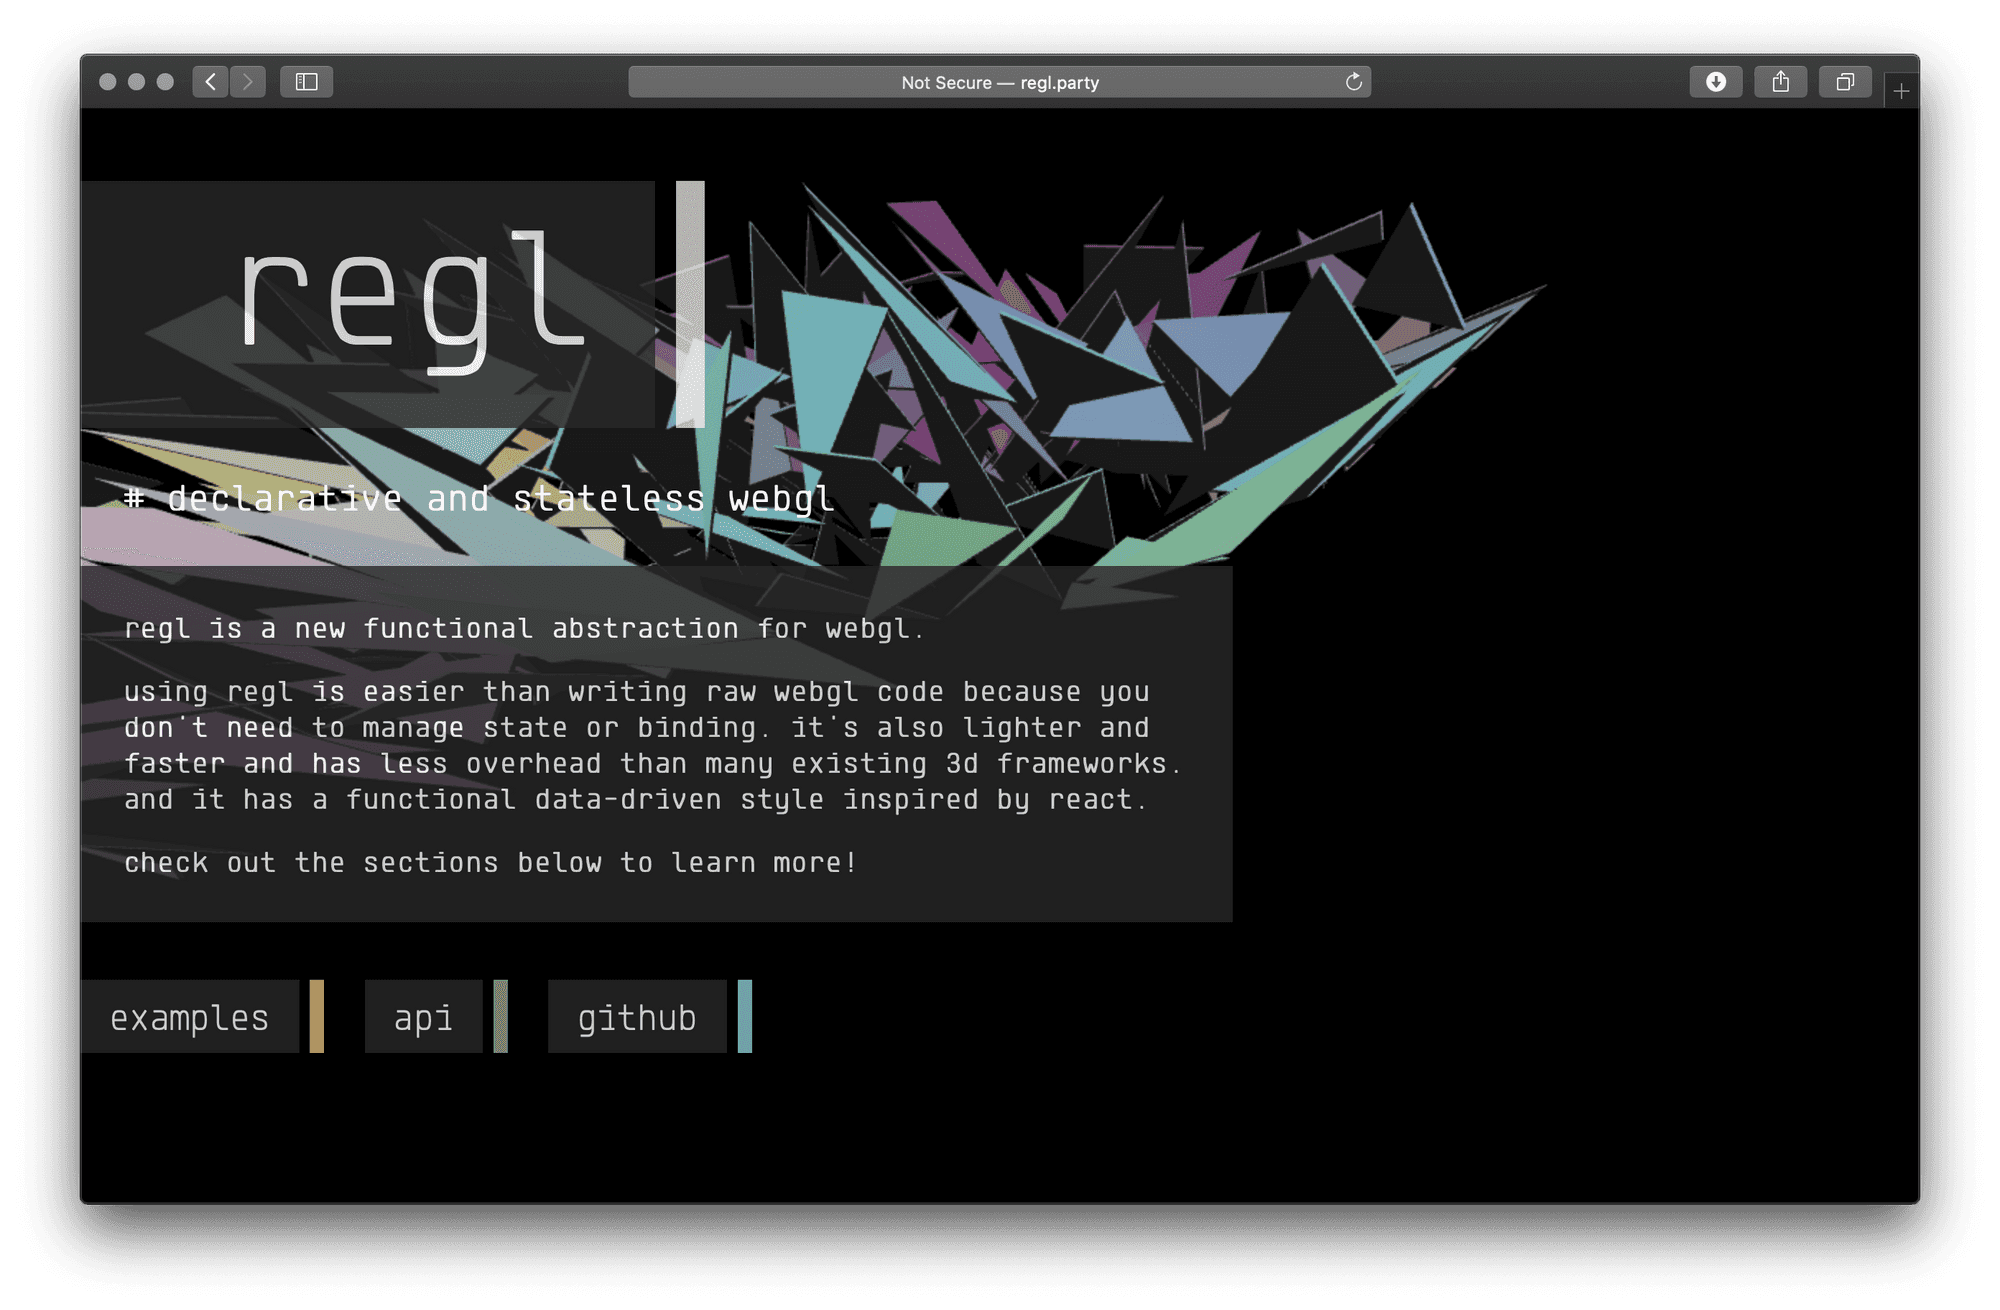 Not Secure — regl.party
regl
# declarative and stateless webgl
regl is a new functional abstraction for webgl.
using regl is easier than writing raw webgl code because you
don't need to manage state or binding. it's also lighter and
faster and has less overhead than many existing 3d frameworks.
and it has a functional data-driven style inspired by react.
check out the sections below to learn more!
examples
api
github